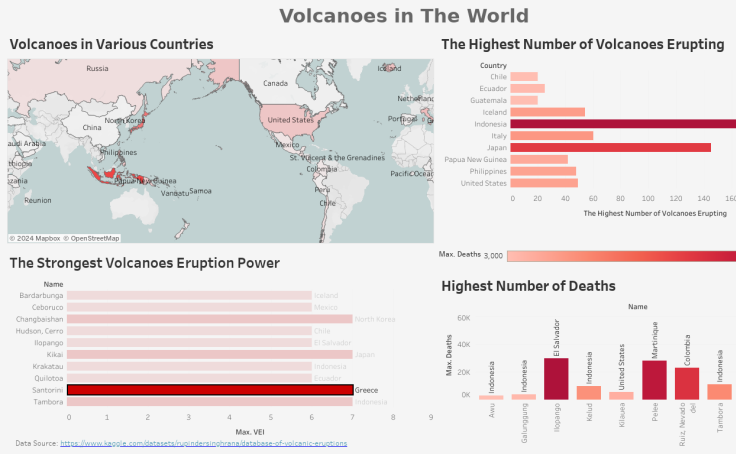 Volcanoes in The World
Volcanoes in Various Countries
Russia
Canada
Iceland
North Korea
China
United States
Portugal
Philippines
Mexico
St. Vincent & the Grenadines
Colombia
Papua New Guinea
Samoa
Vanuatu
Peru
Reunion
Chile
© 2024 Mapbox © OpenStreetMap
The Highest Number of Volcanoes Erupting
Country
Chile
Ecuador
Guatemala
Iceland
Indonesia
Italy
Japan
Papua New Guinea
Philippines
United States
0 20 40 60 80 100 120 140
The Highest Number of Volcanoes Erupting
Max. Deaths 3,000
The Strongest Volcanoes Eruption Power
Name
Bardarbunga Iceland
Ceboruco Mexico
Changbaishan North Korea
Hudson, Cerro Chile
Ilopango El Salvador
Kikai Japan
Krakatau Indonesia
Quilotoa Ecuador
Santorini Greece
Tambora Indonesia
0 1 2 3 4 5 6 7 8 9
Max. VEI
Data Source: https://www.kaggle.com/datasets/rupindersinghrana/database-of-volcanic-eruptions
Highest Number of Deaths
Name
Max. Deaths
60K
40K
20K
0K
Indonesia
Indonesia
El Salvador
Indonesia
United States
Martinique
Colombia
Indonesia
Awu
Galunggung
Ilopango
Kelud
Kilauea
Pelee
Ruiz, Nevado
del
Tambora